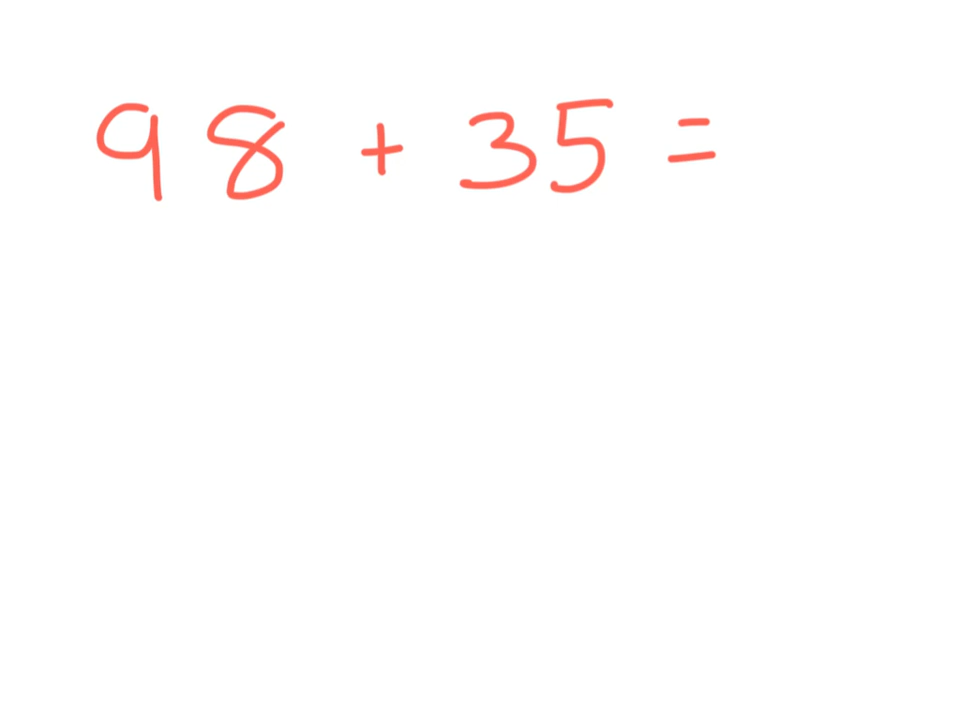 98 + 35 =